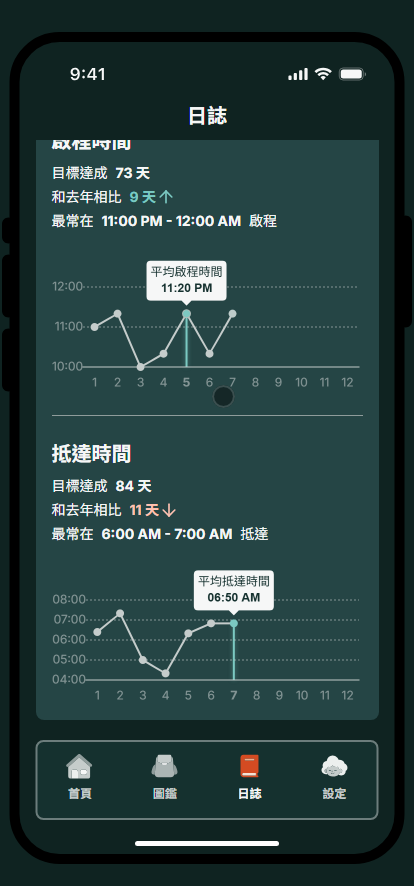 9:41
日誌
啟程時間
目標達成 73 天
和去年相比 9 天
最常在 11:00 PM - 12:00 AM 啟程
平均啟程時間
11:20 PM
12:00
11:00
10:00
1 2 3 4 5 6 7 8 9 10 11 12
抵達時間
目標達成 84 天
和去年相比 11 天
最常在 6:00 AM - 7:00 AM 抵達
平均抵達時間
06:50 AM
08:00
07:00
06:00
05:00
04:00
1 2 3 4 5 6 7 8 9 10 11 12
首頁 圖鑑 日誌 設定